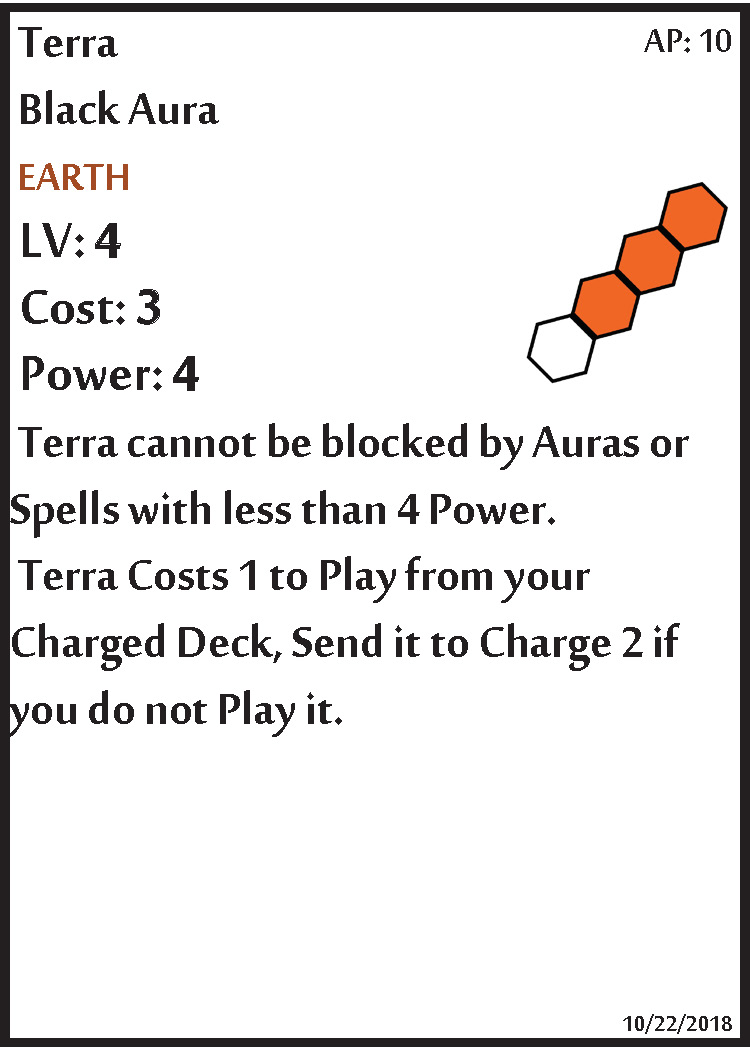 Terra
AP: 10
Black Aura
EARTH
LV: 4
Cost: 3
Power: 4
Terra cannot be blocked by Auras or
Spells with less than 4 Power.
Terra Costs 1 to Play from your
Charged Deck, Send it to Charge 2 if
you do not Play it.
10/22/2018